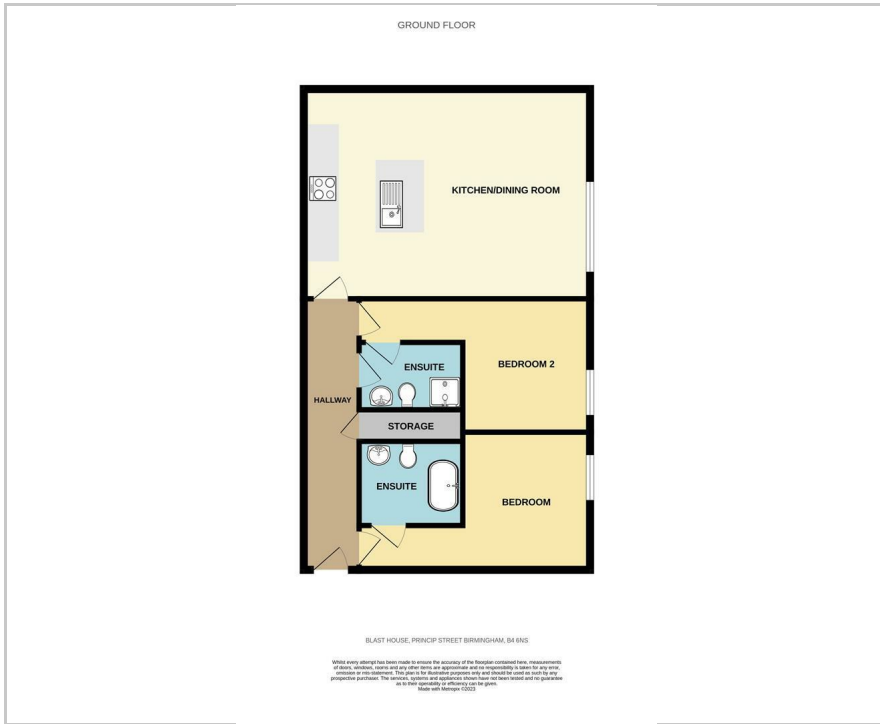 GROUND FLOOR
KITCHEN/DINING ROOM
BEDROOM 2
ENSUITE
HALLWAY
STORAGE
ENSUITE
BEDROOM
BLAST HOUSE, PRINCIP STREET BIRMINGHAM, B4 6NS
Whilst every attempt has been made to ensure the accuracy of the floorplan contained here, measurements
of doors, windows, rooms and any other items are approximate and no responsibility is taken for any error,
omission or mis-statement. This plan is for illustrative purposes only and should be used as such by any
prospective purchaser. The services, systems and appliances shown have not been tested and no guarantee
as to their operability or efficiency can be given.
Made with Metropix ©2023